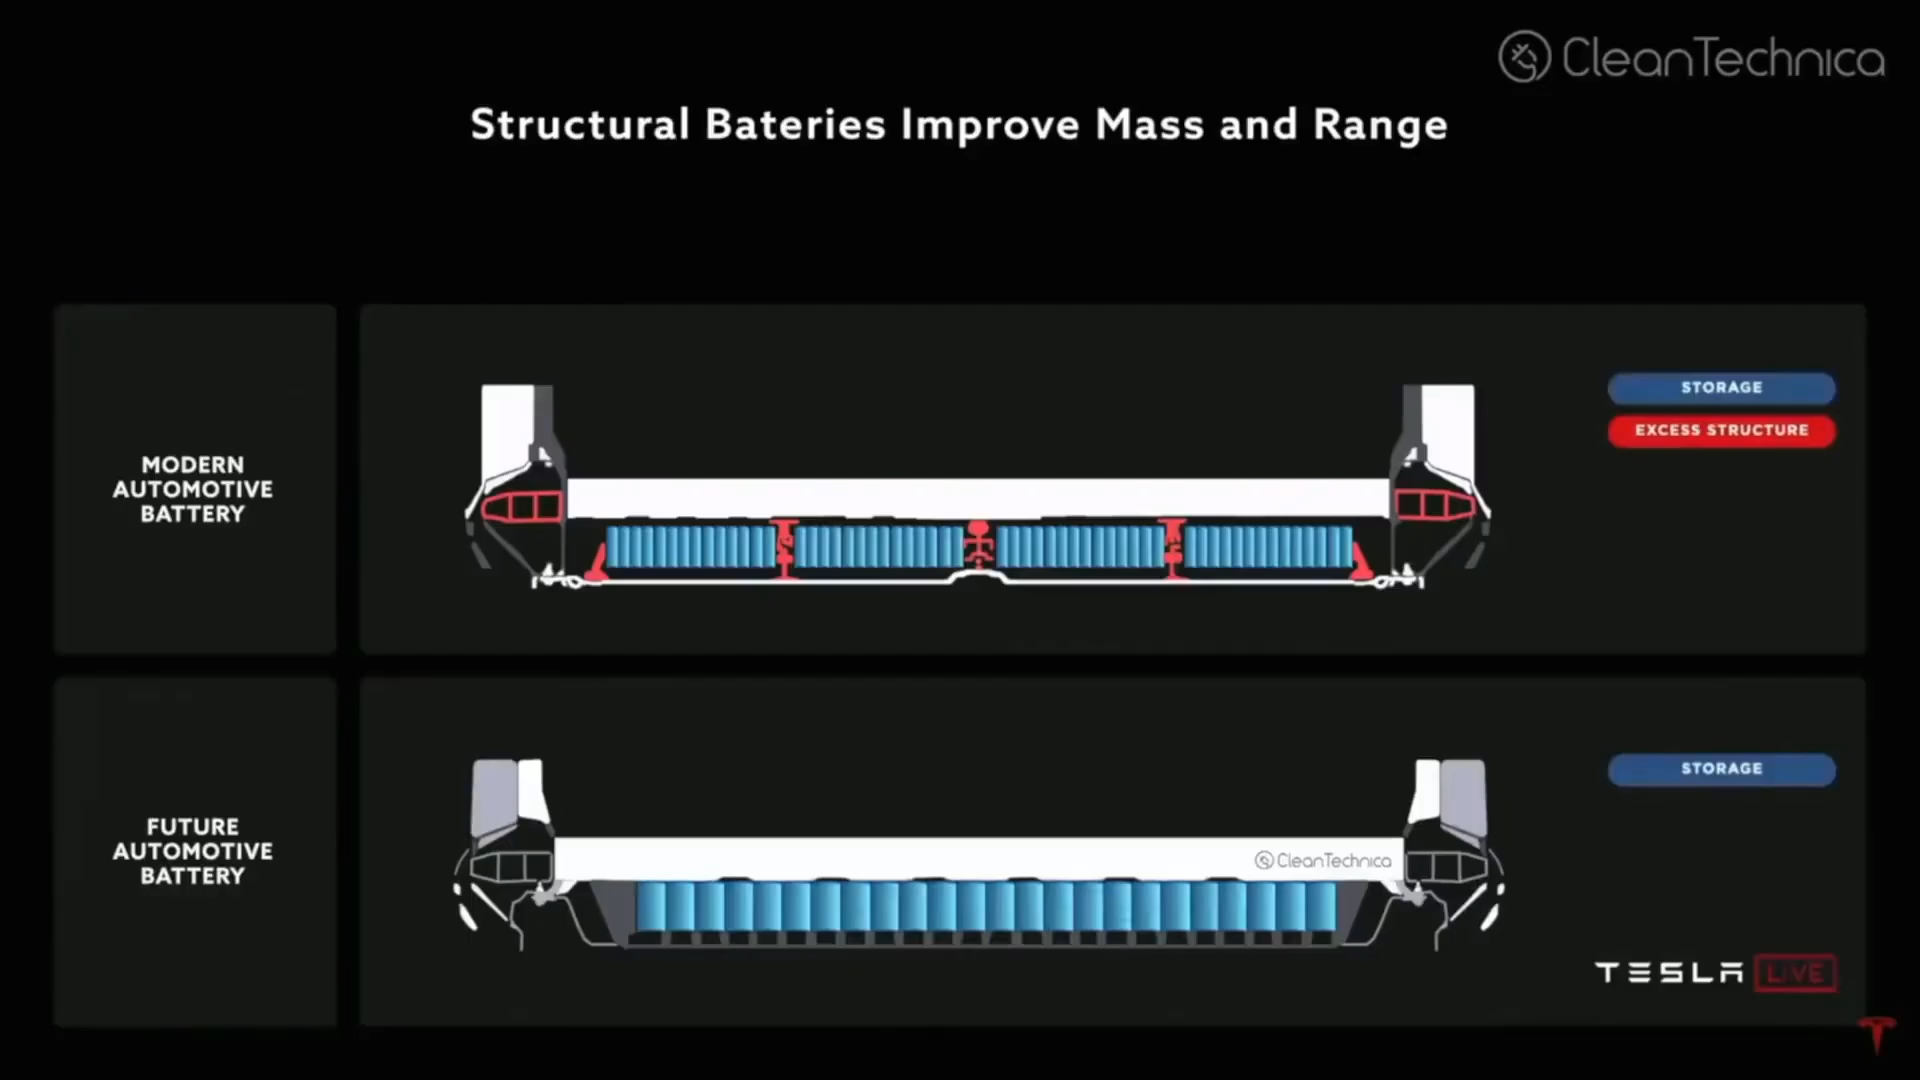 CleanTechnica
Structural Bateries Improve Mass and Range
MODERN
AUTOMOTIVE
BATTERY
STORAGE
EXCESS STRUCTURE
FUTURE
AUTOMOTIVE
BATTERY
STORAGE
CleanTechnica
TESLA LIVE